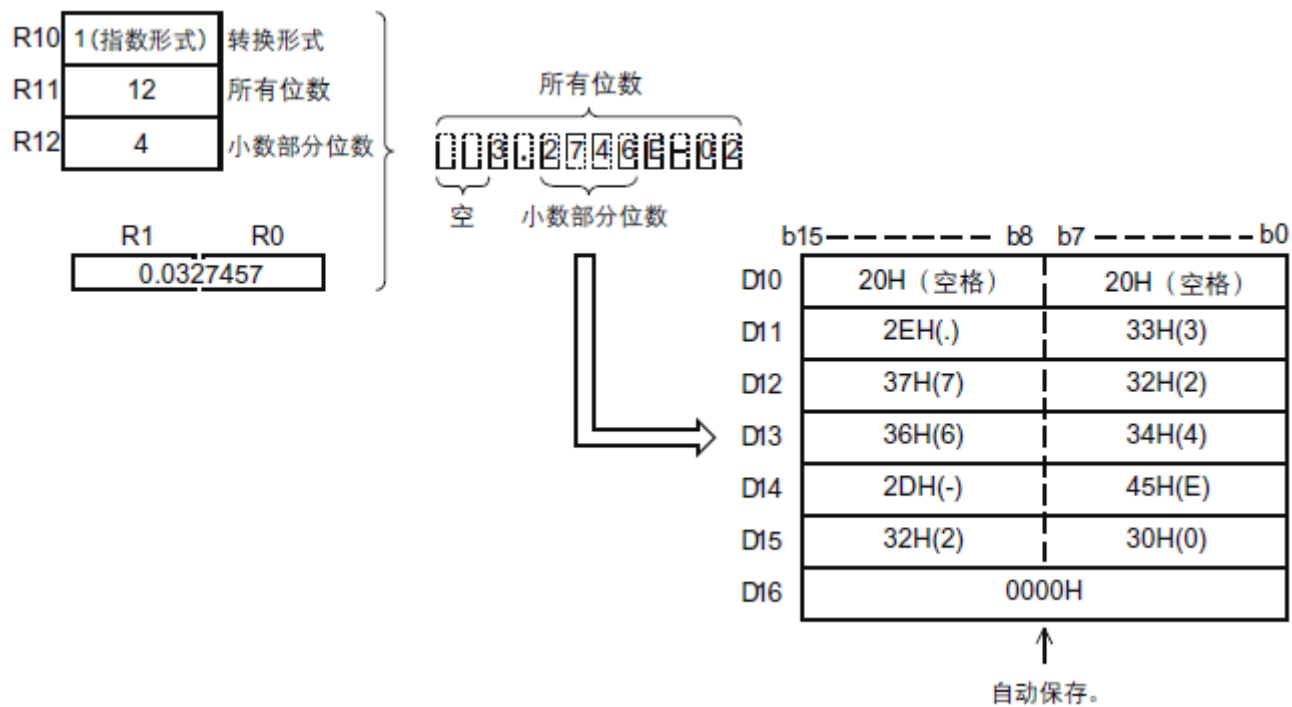 R10 1(指数形式) 转换形式
R11 12 所有位数
R12 4 小数部分位数
R1 R0
0.0327457
所有位数
3.2746E-02
空 小数部分位数
b15 b8 b7 b0
D10 20H（空格） 20H（空格）
D11 2EH(.) 33H(3)
D12 37H(7) 32H(2)
D13 36H(6) 34H(4)
D14 2DH(-) 45H(E)
D15 32H(2) 30H(0)
D16 0000H
自动保存。